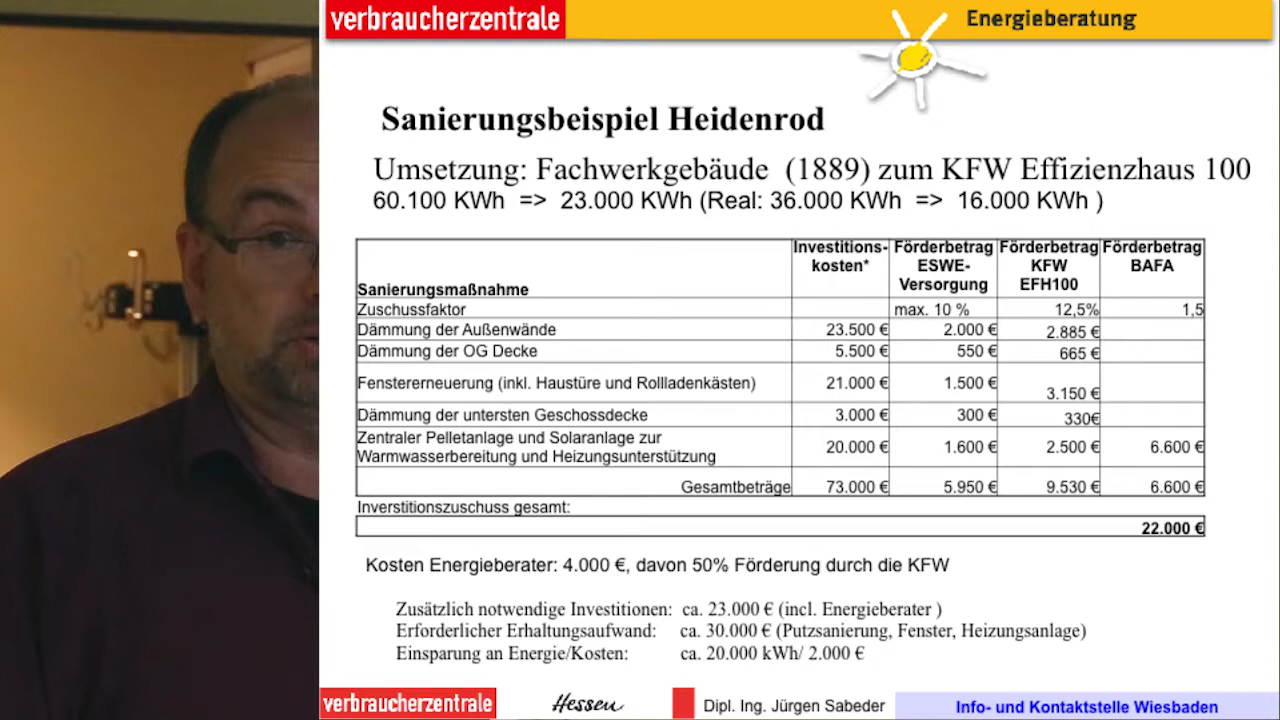 verbraucherzentrale
Energieberatung
Sanierungsbeispiel Heidenrod
Umsetzung: Fachwerkgebäude (1889) zum KFW Effizienzhaus 100
60.100 KWh => 23.000 KWh (Real: 36.000 KWh => 16.000 KWh )
Sanierungsmaßnahme Investitions-kosten* Förderbetrag ESWE-Versorgung Förderbetrag KFW EFH100 Förderbetrag BAFA
Zuschussfaktor max. 10 % 12,5% 1,5
Dämmung der Außenwände 23.500 € 2.000 € 2.885 €
Dämmung der OG Decke 5.500 € 550 € 665 €
Fenstererneuerung (inkl. Haustüre und Rollladenkästen) 21.000 € 1.500 € 3.150 €
Dämmung der untersten Geschossdecke 3.000 € 300 € 330€
Zentraler Pelletanlage und Solaranlage zur
Warmwasserbereitung und Heizungsunterstützung 20.000 € 1.600 € 2.500 € 6.600 €
Gesamtbeträge 73.000 € 5.950 € 9.530 € 6.600 €
Inverstitionszuschuss gesamt:
22.000 €
Kosten Energieberater: 4.000 €, davon 50% Förderung durch die KFW
Zusätzlich notwendige Investitionen: ca. 23.000 € (incl. Energieberater )
Erforderlicher Erhaltungsaufwand: ca. 30.000 € (Putzsanierung, Fenster, Heizungsanlage)
Einsparung an Energie/Kosten: ca. 20.000 kWh/ 2.000 €
verbraucherzentrale Hessen Dipl. Ing. Jürgen Sabeder Info- und Kontaktstelle Wiesbaden